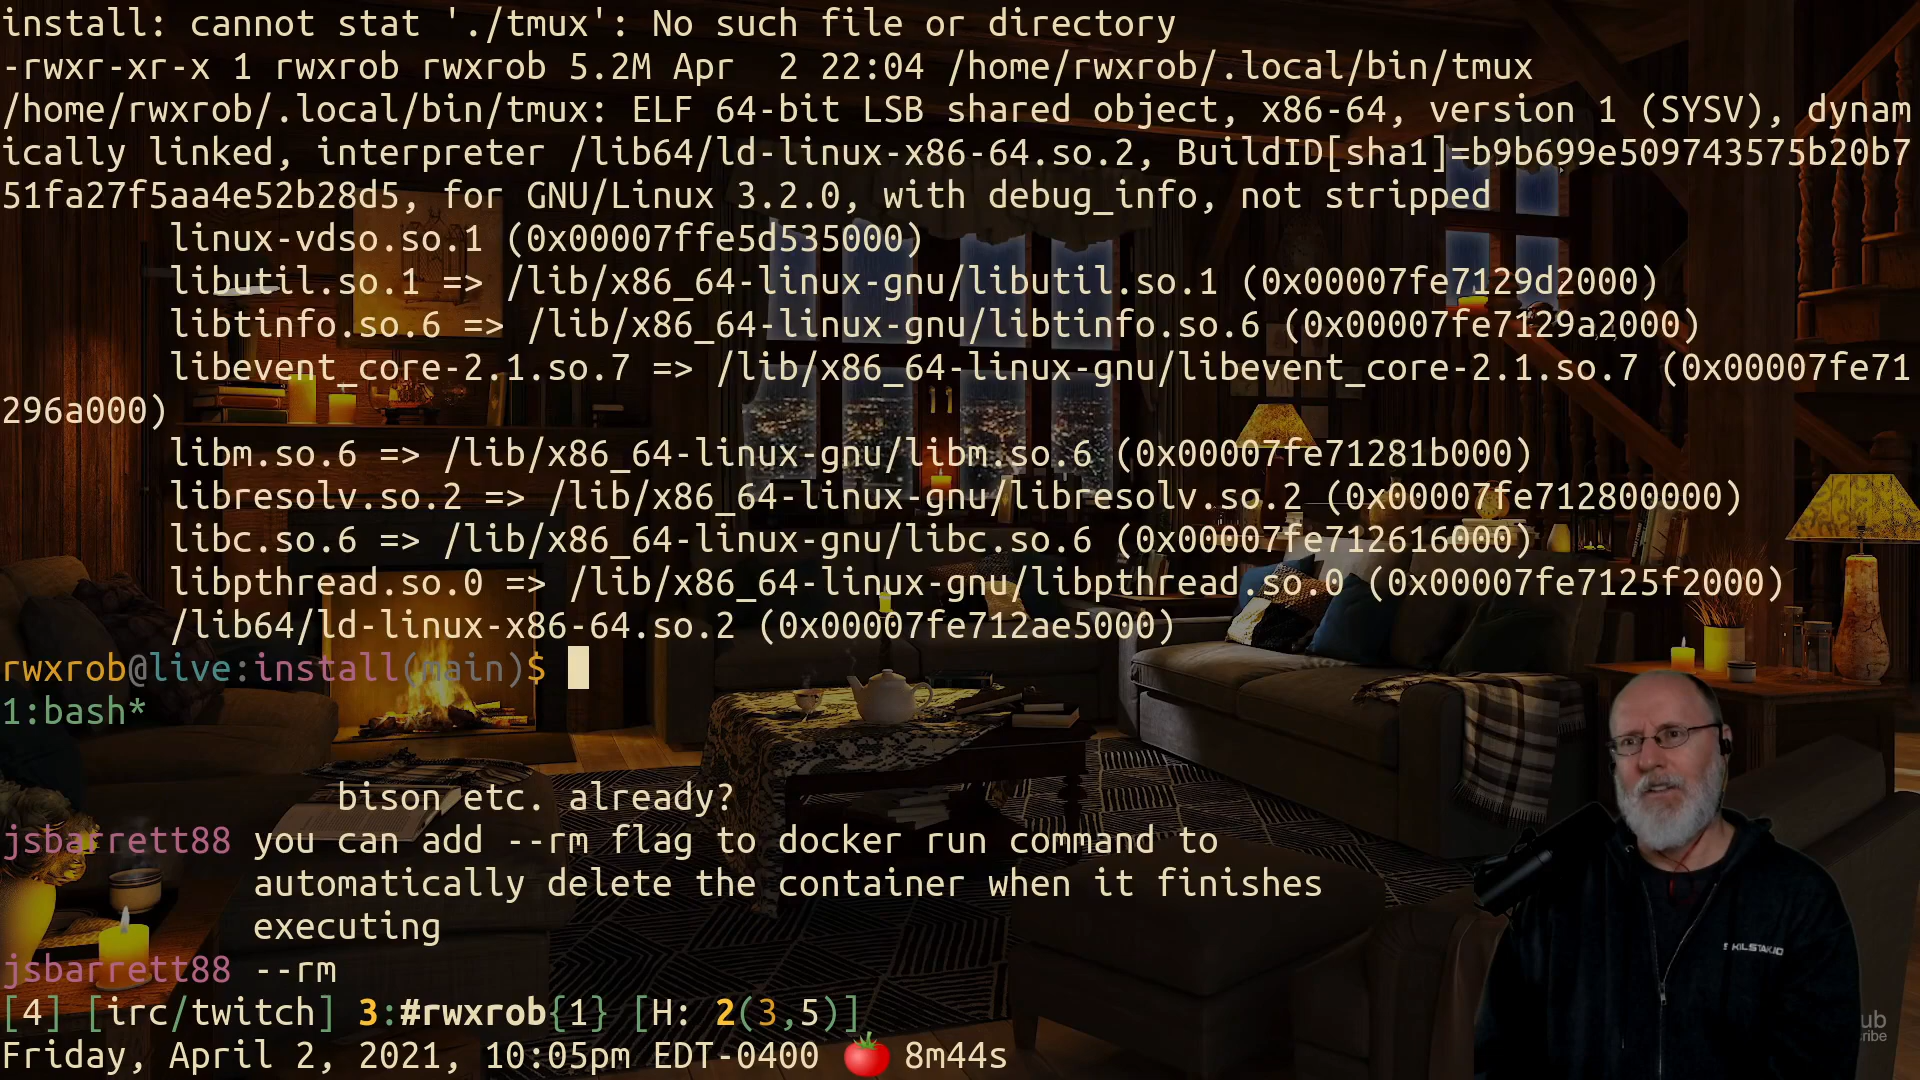 install: cannot stat './tmux': No such file or directory
-rwxr-xr-x 1 rwxrob rwxrob 5.2M Apr  2 22:04 /home/rwxrob/.local/bin/tmux
/home/rwxrob/.local/bin/tmux: ELF 64-bit LSB shared object, x86-64, version 1 (SYSV), dynam
ically linked, interpreter /lib64/ld-linux-x86-64.so.2, BuildID[sha1]=b9b699e509743575b20b7
51fa27f5aa4e52b28d5, for GNU/Linux 3.2.0, with debug_info, not stripped
linux-vdso.so.1 (0x00007ffe5d535000)
libutil.so.1 => /lib/x86_64-linux-gnu/libutil.so.1 (0x00007fe7129d2000)
libtinfo.so.6 => /lib/x86_64-linux-gnu/libtinfo.so.6 (0x00007fe7129a2000)
libevent_core-2.1.so.7 => /lib/x86_64-linux-gnu/libevent_core-2.1.so.7 (0x00007fe71
296a000)
libm.so.6 => /lib/x86_64-linux-gnu/libm.so.6 (0x00007fe71281b000)
libresolv.so.2 => /lib/x86_64-linux-gnu/libresolv.so.2 (0x00007fe712800000)
libc.so.6 => /lib/x86_64-linux-gnu/libc.so.6 (0x00007fe712616000)
libpthread.so.0 => /lib/x86_64-linux-gnu/libpthread.so.0 (0x00007fe7125f2000)
/lib64/ld-linux-x86-64.so.2 (0x00007fe712ae5000)
rwxrob@live:install(main)$
1:bash*
bison etc. already?
jsbarrett88 you can add --rm flag to docker run command to
automatically delete the container when it finishes
executing
jsbarrett88 --rm
[4] [irc/twitch] 3:#rwxrob{1} [H: 2(3,5)]
Friday, April 2, 2021, 10:05pm EDT-0400 🍅 8m44s